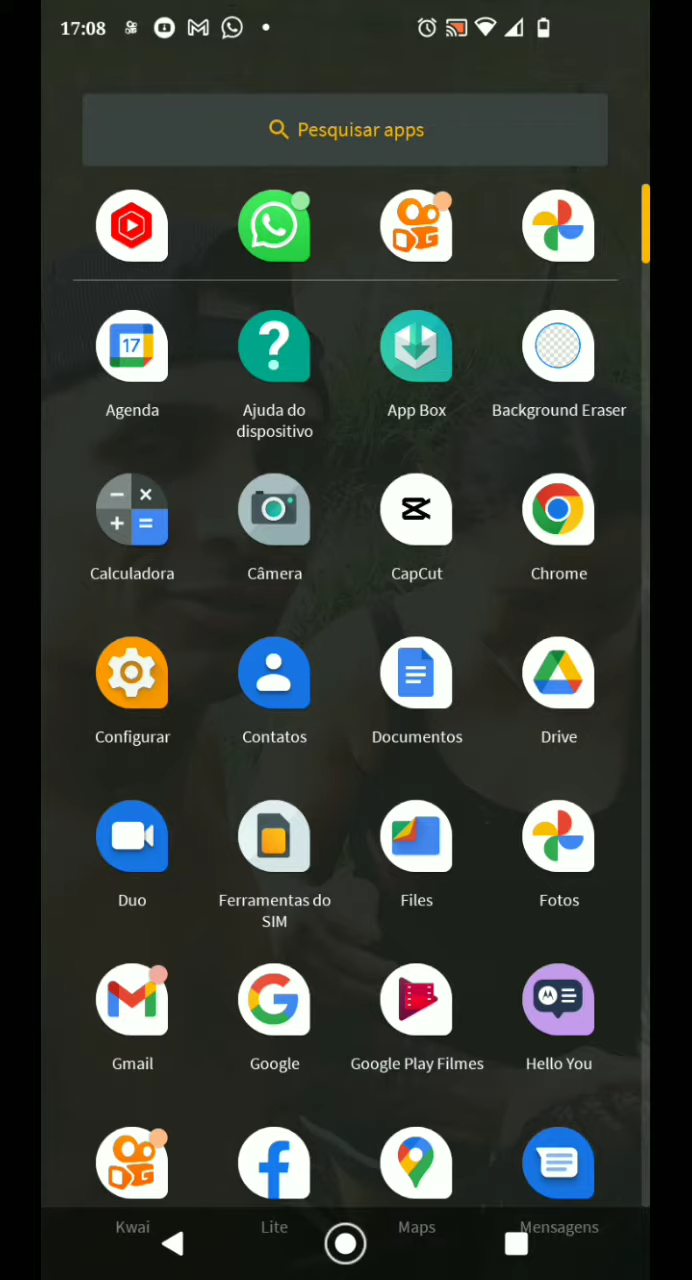 17:08
Pesquisar apps
17
Agenda
Ajuda do
dispositivo
App Box
Background Eraser
Calculadora
Câmera
CapCut
Chrome
Configurar
Contatos
Documentos
Drive
Duo
Ferramentas do
SIM
Files
Fotos
Gmail
Google
Google Play Filmes
Hello You
Kwai
Lite
Maps
Mensagens